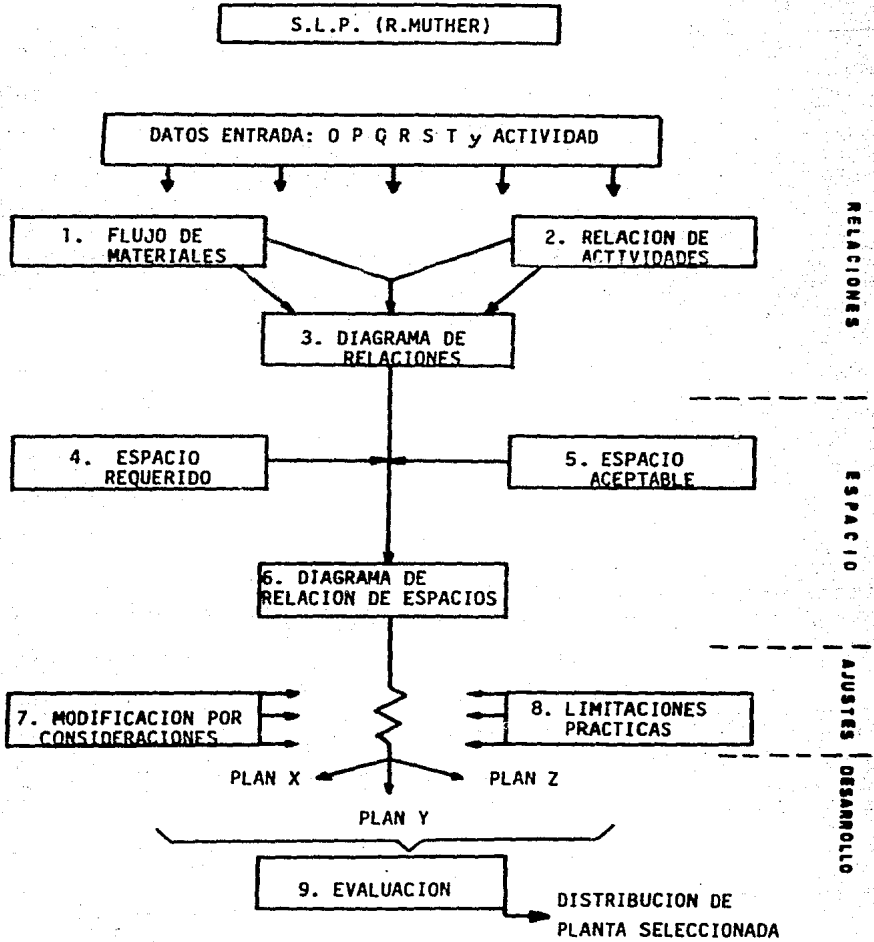 S.L.P. (R.MUTHER)
DATOS ENTRADA: O P Q R S T y ACTIVIDAD
1. FLUJO DE
MATERIALES
2. RELACION DE
ACTIVIDADES
3. DIAGRAMA DE
RELACIONES
RELACIONES
4. ESPACIO
REQUERIDO
5. ESPACIO
ACEPTABLE
ESPACIO
6. DIAGRAMA DE
RELACION DE ESPACIOS
7. MODIFICACION POR
CONSIDERACIONES
8. LIMITACIONES
PRACTICAS
AJUSTES
PLAN X
PLAN Z
PLAN Y
DESARROLLO
9. EVALUACION
DISTRIBUCION DE
PLANTA SELECCIONADA